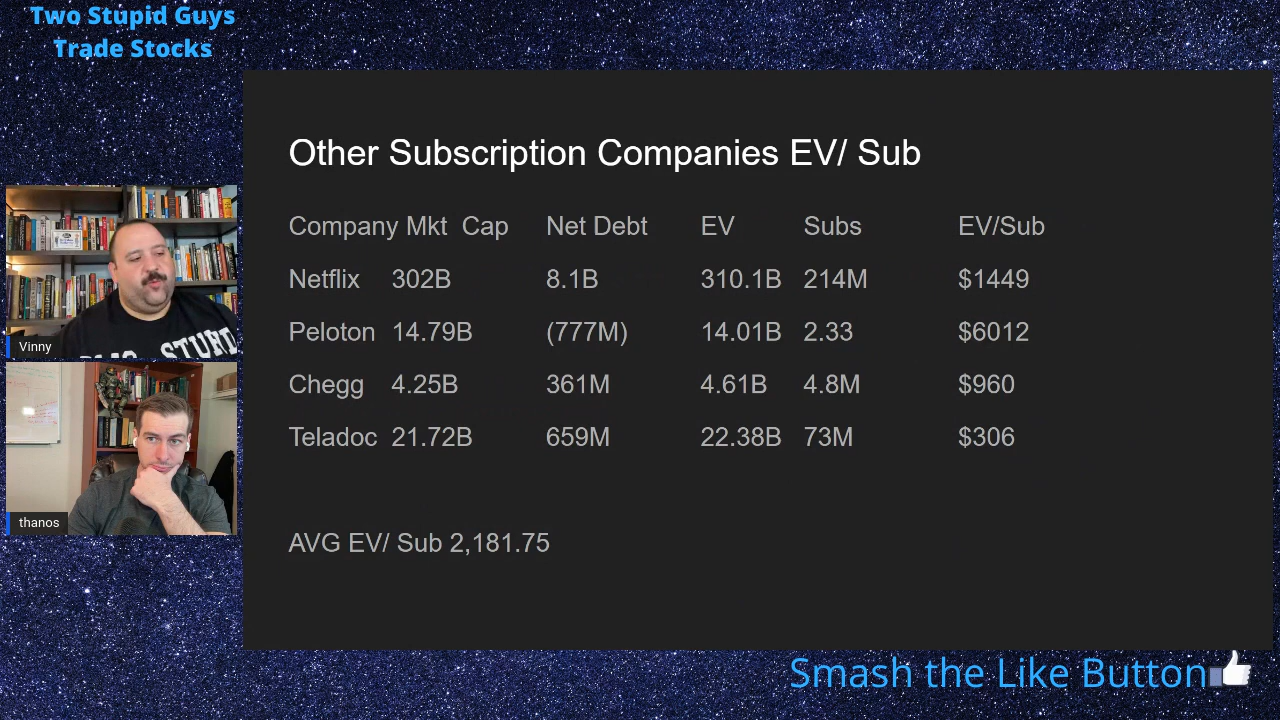 Two Stupid Guys
Trade Stocks
Other Subscription Companies EV/ Sub
Company Mkt Cap Net Debt EV Subs EV/Sub
Netflix 302B 8.1B 310.1B 214M $1449
Peloton 14.79B (777M) 14.01B 2.33 $6012
Chegg 4.25B 361M 4.61B 4.8M $960
Teladoc 21.72B 659M 22.38B 73M $306
AVG EV/ Sub 2,181.75
Vinny
thanos
Smash the Like Button